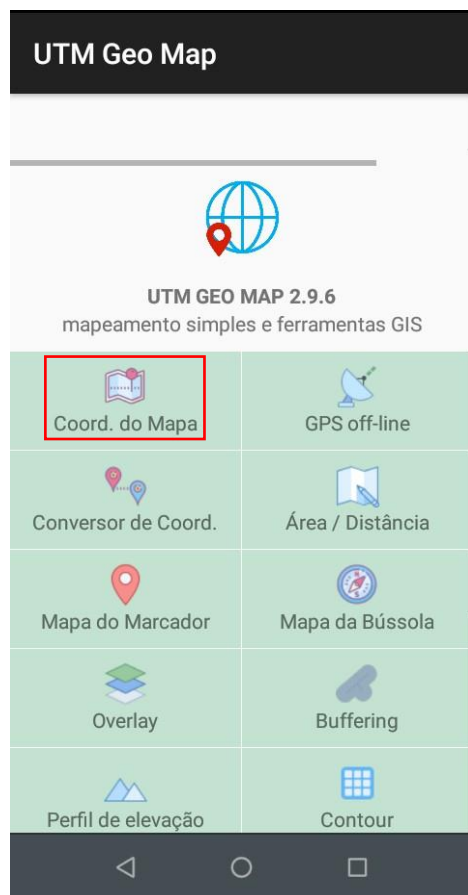 UTM Geo Map
UTM GEO MAP 2.9.6
mapeamento simples e ferramentas GIS
Coord. do Mapa
GPS off-line
Conversor de Coord.
Área / Distância
Mapa do Marcador
Mapa da Bússola
Overlay
Buffering
Perfil de elevação
Contour